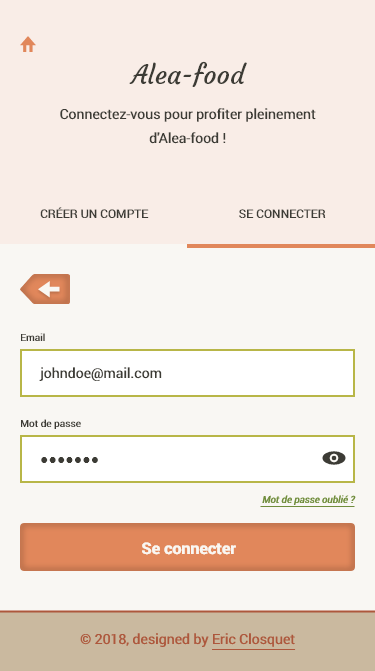 Alea-food
Connectez-vous pour profiter pleinement
d'Alea-food !
CRÉER UN COMPTE
SE CONNECTER
Email
johndoe@mail.com
Mot de passe
•••••••
Mot de passe oublié ?
Se connecter
© 2018, designed by Eric Closquet